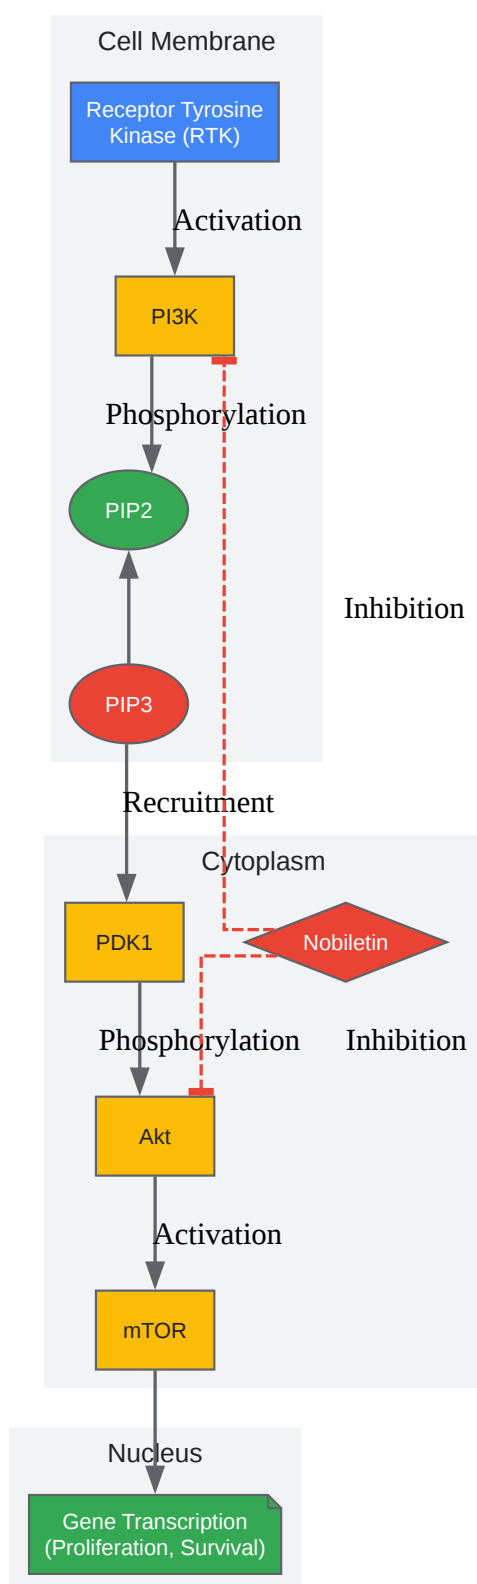 Cell Membrane
Receptor Tyrosine
Kinase (RTK)
Activation
PI3K
Phosphorylation
PIP2
Inhibition
PIP3
Recruitment
Cytoplasm
PDK1
Nobiletin
Phosphorylation
Inhibition
Akt
Activation
mTOR
Nucleus
Gene Transcription
(Proliferation, Survival)